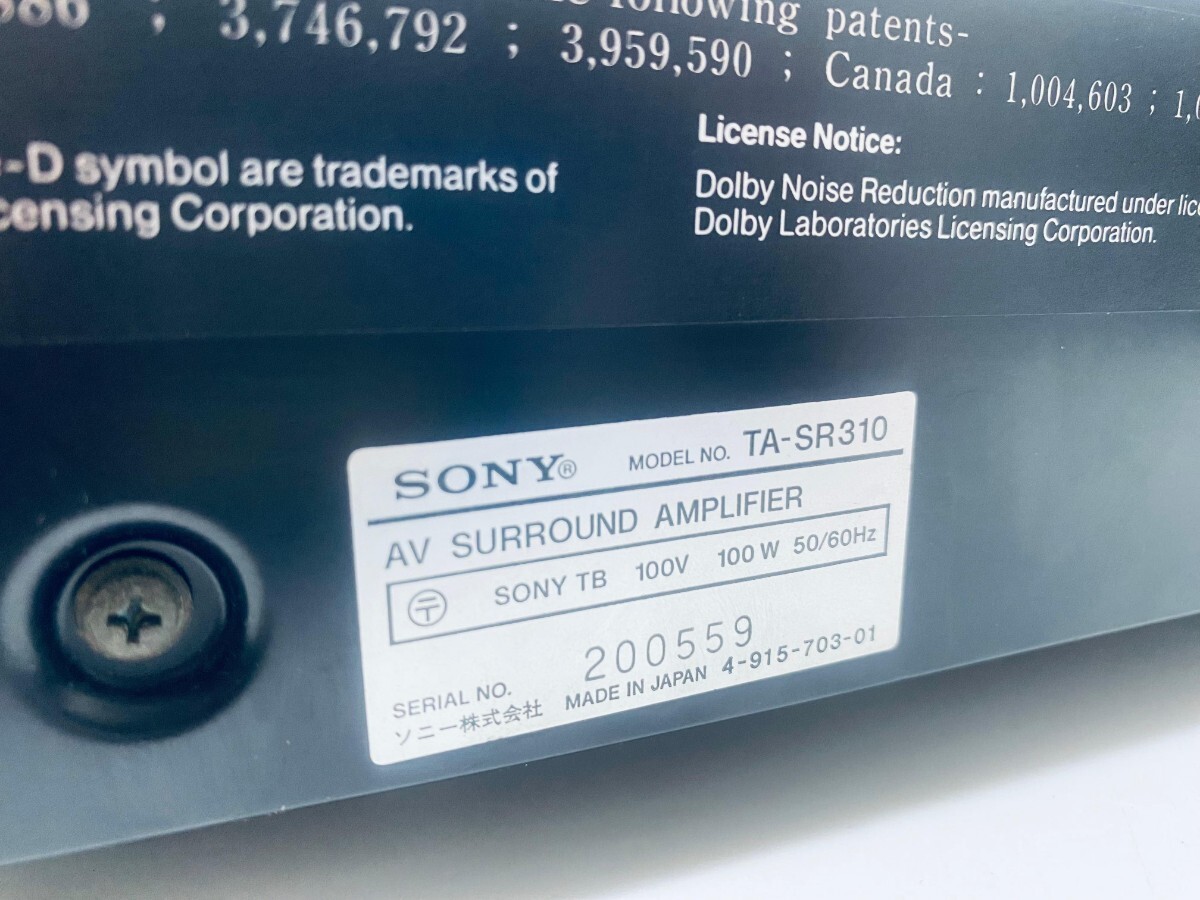 following patents-
; 3,746,792 ; 3,959,590 ; Canada : 1,004,603 ;
-D symbol are trademarks of
Corporation.
License Notice:
Dolby Noise Reduction manufactured under
Dolby Laboratories Licensing Corporation.
SONY® MODEL NO. TA-SR310
AV SURROUND AMPLIFIER
〒 SONY TB 100V 100W 50/60Hz
200559
SERIAL NO.
ソニー株式会社 MADE IN JAPAN 4-915-703-01